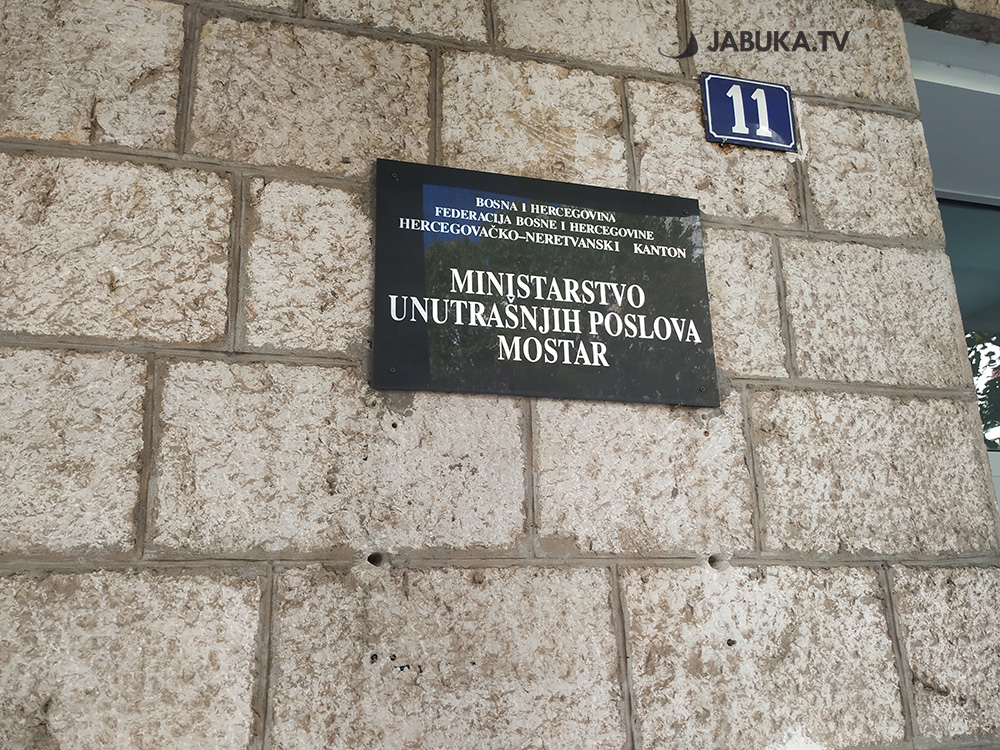 JABUKA.TV
11
BOSNA I HERCEGOVINA
FEDERACIJA BOSNE I HERCEGOVINE
HERCEGOVAČKO–NERETVANSKI KANTON
MINISTARSTVO
UNUTRAŠNJIH POSLOVA
MOSTAR